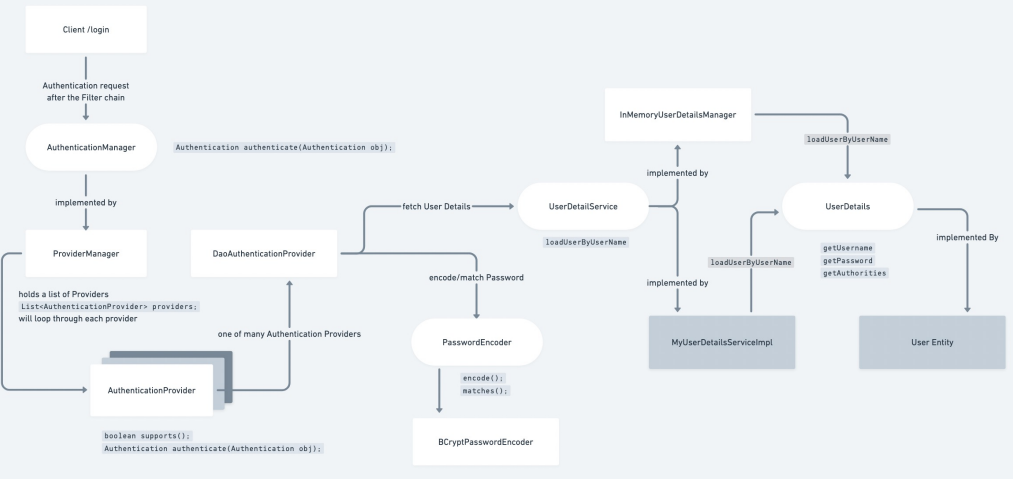 Client /login
Authentication request
after the Filter chain
AuthenticationManager
Authentication authenticate(Authentication obj);
implemented by
ProviderManager
holds a list of Providers
List<AuthenticationProvider> providers;
will loop through each provider
AuthenticationProvider
boolean supports();
Authentication authenticate(Authentication obj);
one of many Authentication Providers
DaoAuthenticationProvider
fetch User Details
encode/match Password
PasswordEncoder
encode();
matches();
BCryptPasswordEncoder
UserDetailService
loadUserByUserName
implemented by
InMemoryUserDetailsManager
loadUserByUserName
implemented by
MyUserDetailsServiceImpl
loadUserByUserName
UserDetails
getUsername
getPassword
getAuthorities
implemented By
User Entity